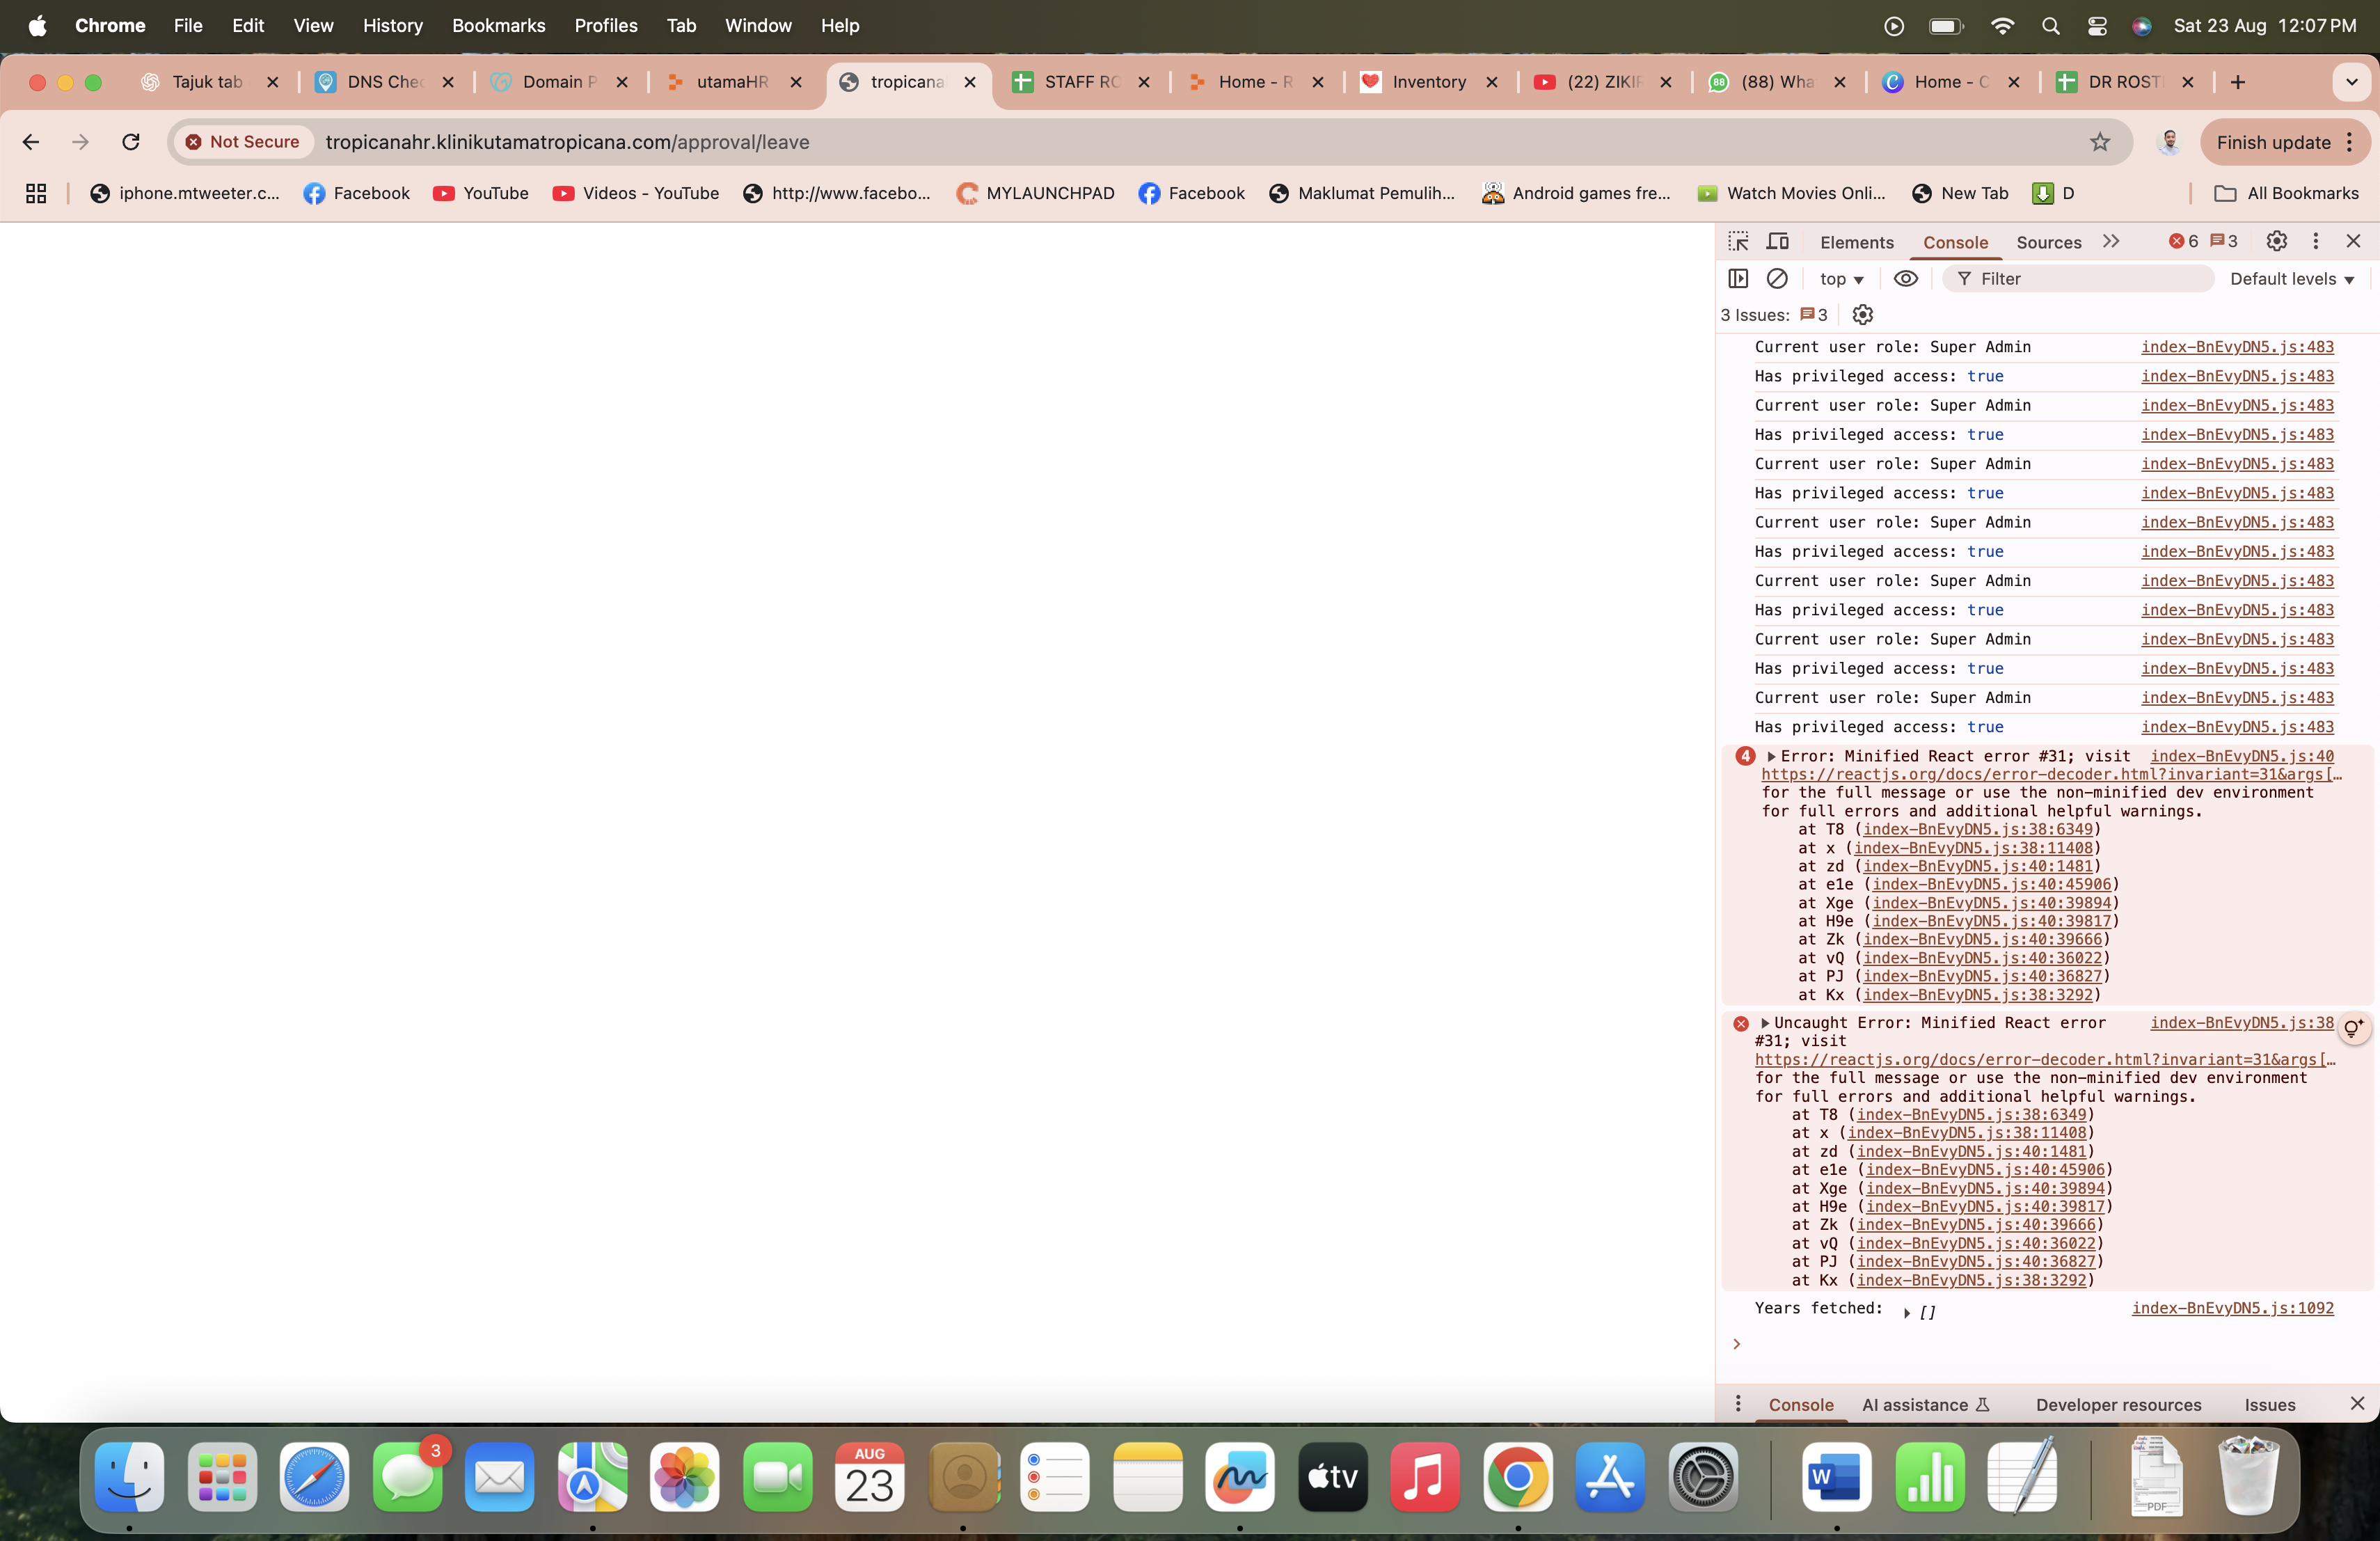 Chrome File Edit View History Bookmarks Profiles Tab Window Help Sat 23 Aug 12:07 PM
Tajuk tab DNS Chec Domain P utamaHR tropicana STAFF RO Home - R Inventory (22) ZIKIR (88) Wha Home - C DR ROST
Not Secure tropicanahr.klinikutamatropicana.com/approval/leave Finish update
iphone.mtweeter.c... Facebook YouTube Videos - YouTube http://www.facebo... MYLAUNCHPAD Facebook Maklumat Pemulih... Android games fre... Watch Movies Onli... New Tab D All Bookmarks
Elements Console Sources 6 3
top Filter Default levels
3 Issues: 3
Current user role: Super Admin index-BnEvyDN5.js:483
Has privileged access: true index-BnEvyDN5.js:483
Current user role: Super Admin index-BnEvyDN5.js:483
Has privileged access: true index-BnEvyDN5.js:483
Current user role: Super Admin index-BnEvyDN5.js:483
Has privileged access: true index-BnEvyDN5.js:483
Current user role: Super Admin index-BnEvyDN5.js:483
Has privileged access: true index-BnEvyDN5.js:483
Current user role: Super Admin index-BnEvyDN5.js:483
Has privileged access: true index-BnEvyDN5.js:483
Current user role: Super Admin index-BnEvyDN5.js:483
Has privileged access: true index-BnEvyDN5.js:483
Current user role: Super Admin index-BnEvyDN5.js:483
Has privileged access: true index-BnEvyDN5.js:483
4 Error: Minified React error #31; visit index-BnEvyDN5.js:40
https://reactjs.org/docs/error-decoder.html?invariant=31&args[…
for the full message or use the non-minified dev environment
for full errors and additional helpful warnings.
at T8 (index-BnEvyDN5.js:38:6349)
at x (index-BnEvyDN5.js:38:11408)
at zd (index-BnEvyDN5.js:40:1481)
at e1e (index-BnEvyDN5.js:40:45906)
at Xge (index-BnEvyDN5.js:40:39894)
at H9e (index-BnEvyDN5.js:40:39817)
at Zk (index-BnEvyDN5.js:40:39666)
at vQ (index-BnEvyDN5.js:40:36022)
at PJ (index-BnEvyDN5.js:40:36827)
at Kx (index-BnEvyDN5.js:38:3292)
Uncaught Error: Minified React error index-BnEvyDN5.js:38
#31; visit
https://reactjs.org/docs/error-decoder.html?invariant=31&args[…
for the full message or use the non-minified dev environment
for full errors and additional helpful warnings.
at T8 (index-BnEvyDN5.js:38:6349)
at x (index-BnEvyDN5.js:38:11408)
at zd (index-BnEvyDN5.js:40:1481)
at e1e (index-BnEvyDN5.js:40:45906)
at Xge (index-BnEvyDN5.js:40:39894)
at H9e (index-BnEvyDN5.js:40:39817)
at Zk (index-BnEvyDN5.js:40:39666)
at vQ (index-BnEvyDN5.js:40:36022)
at PJ (index-BnEvyDN5.js:40:36827)
at Kx (index-BnEvyDN5.js:38:3292)
Years fetched: [] index-BnEvyDN5.js:1092
Console AI assistance Developer resources Issues
3 AUG 23 tv W PDF